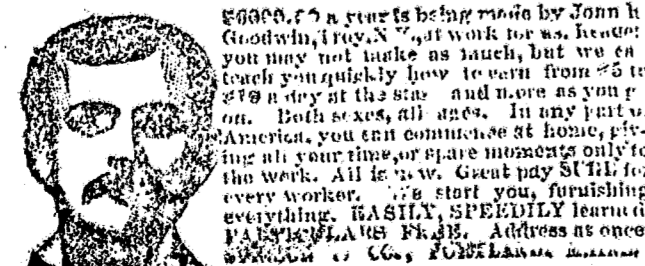 a year is being made by John
Goodwin, Troy, N. Y., at work for us. Reader
you may not make as much, but we ca
teach you quickly how to earn from $5 to
a day at the start and more as you g
on. Both sexes, all ages. In any part o
America, you can commence at home, giv-
ing all your time, or spare moments only to
the work. All is new. Great pay SURE for
every worker. We start you, furnishing
everything. EASILY, SPEEDILY learned
PARTICULARS FREE. Address at once
& CO., PORTLAND,